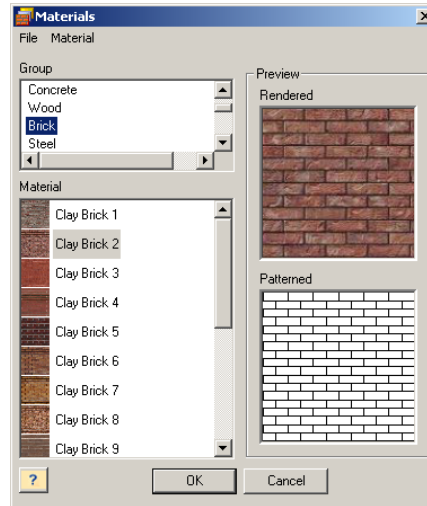 Materials
File Material
Group
Concrete
Wood
Brick
Steel
Material
Clay Brick 1
Clay Brick 2
Clay Brick 3
Clay Brick 4
Clay Brick 5
Clay Brick 6
Clay Brick 7
Clay Brick 8
Clay Brick 9
Preview
Rendered
Patterned
?
OK
Cancel